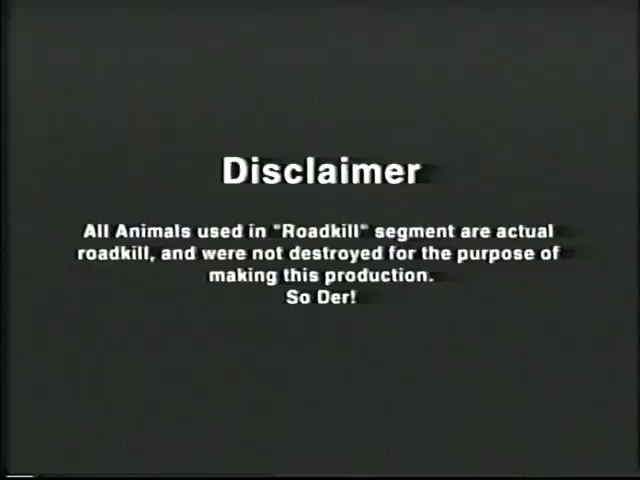 Disclaimer
All Animals used in "Roadkill" segment are actual
roadkill, and were not destroyed for the purpose of
making this production.
So Der!